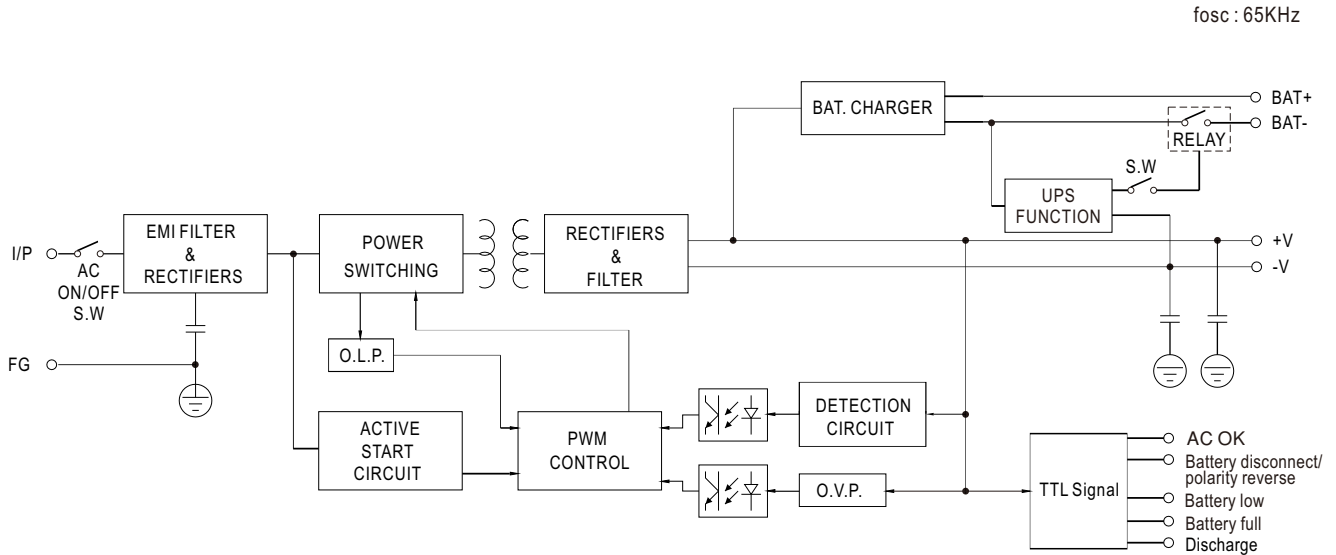 fosc : 65KHz
BAT. CHARGER
BAT+
BAT-
RELAY
S.W
UPS
FUNCTION
I/P
AC
ON/OFF
S.W
EMI FILTER
&
RECTIFIERS
POWER
SWITCHING
RECTIFIERS
&
FILTER
+V
-V
FG
O.L.P.
ACTIVE
START
CIRCUIT
PWM
CONTROL
DETECTION
CIRCUIT
O.V.P.
TTL Signal
AC OK
Battery disconnect/
polarity reverse
Battery low
Battery full
Discharge